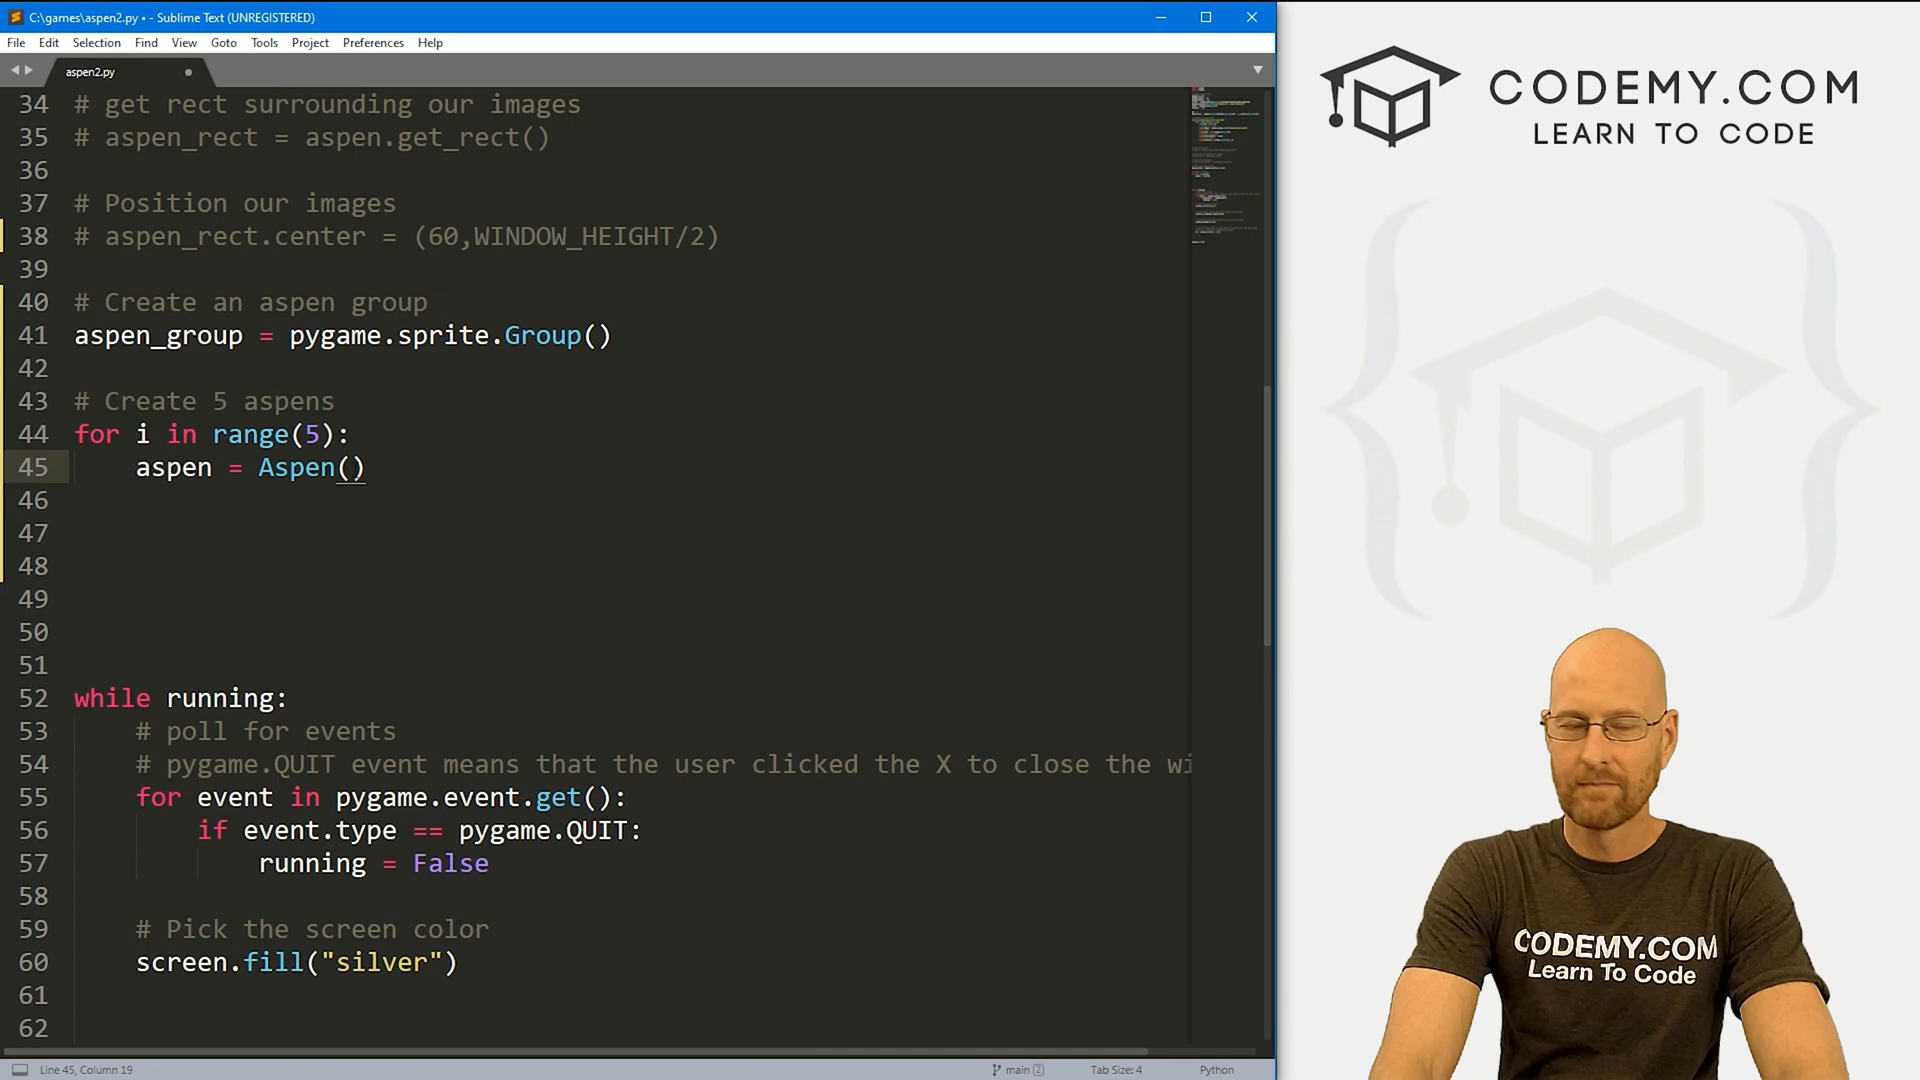 C:\games\aspen2.py • - Sublime Text (UNREGISTERED)
File Edit Selection Find View Goto Tools Project Preferences Help
aspen2.py
34 # get rect surrounding our images
35 # aspen_rect = aspen.get_rect()
36
37 # Position our images
38 # aspen_rect.center = (60,WINDOW_HEIGHT/2)
39
40 # Create an aspen group
41 aspen_group = pygame.sprite.Group()
42
43 # Create 5 aspens
44 for i in range(5):
45 aspen = Aspen()
46
47
48
49
50
51
52 while running:
53 # poll for events
54 # pygame.QUIT event means that the user clicked the X to close the wi
55 for event in pygame.event.get():
56 if event.type == pygame.QUIT:
57 running = False
58
59 # Pick the screen color
60 screen.fill("silver")
61
62
Line 45, Column 19
main 2
Tab Size: 4
Python
CODEMY.COM
LEARN TO CODE
CODEMY.COM
Learn To Code